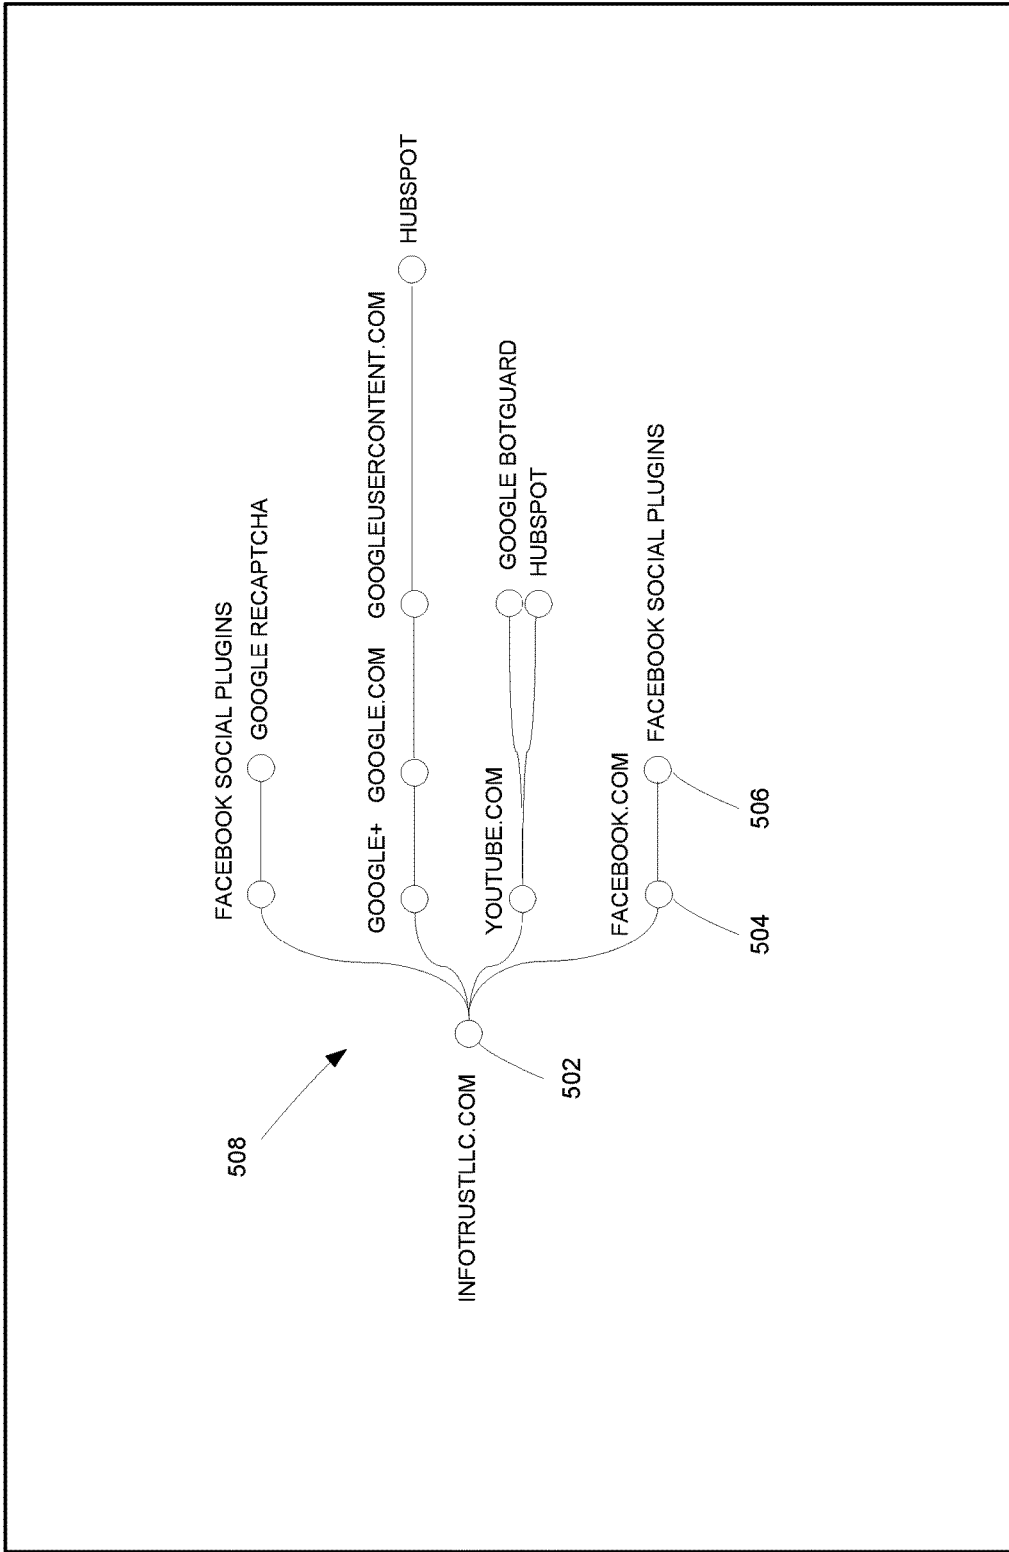 508
INFOTRUSTLLC.COM
502
FACEBOOK SOCIAL PLUGINS
GOOGLE RECAPTCHA
GOOGLE+
GOOGLE.COM
GOOGLEUSERCONTENT.COM
HUBSPOT
YOUTUBE.COM
GOOGLE BOTGUARD
HUBSPOT
FACEBOOK.COM
FACEBOOK SOCIAL PLUGINS
504
506